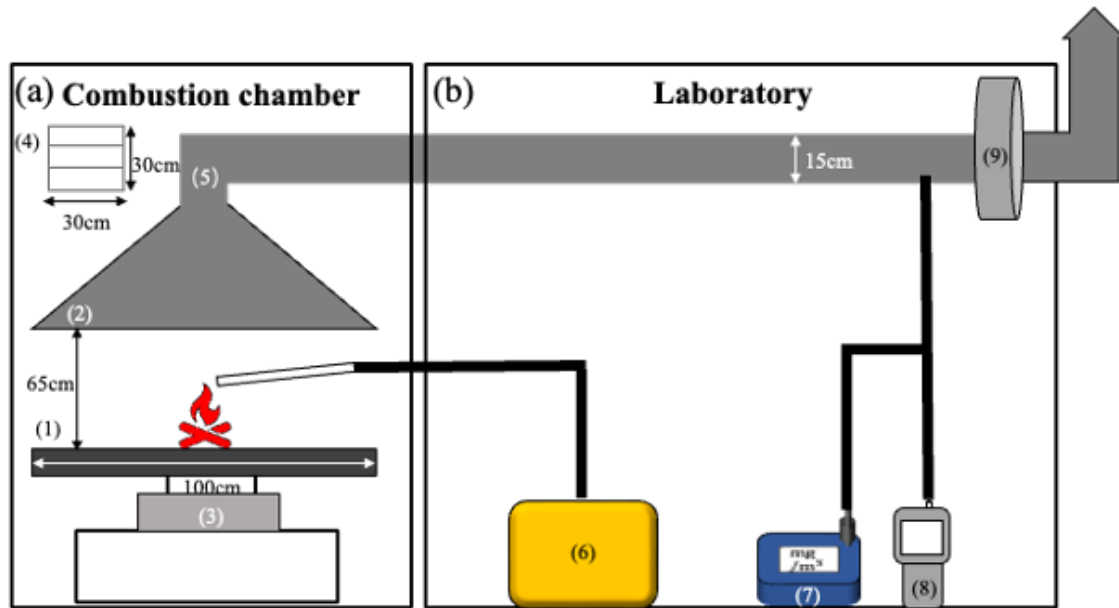 (a) Combustion chamber
(b) Laboratory
(4)
30cm
30cm
(5)
15cm
(9)
(2)
65cm
(1)
100cm
(3)
(6)
mg
/m³
(7)
(8)